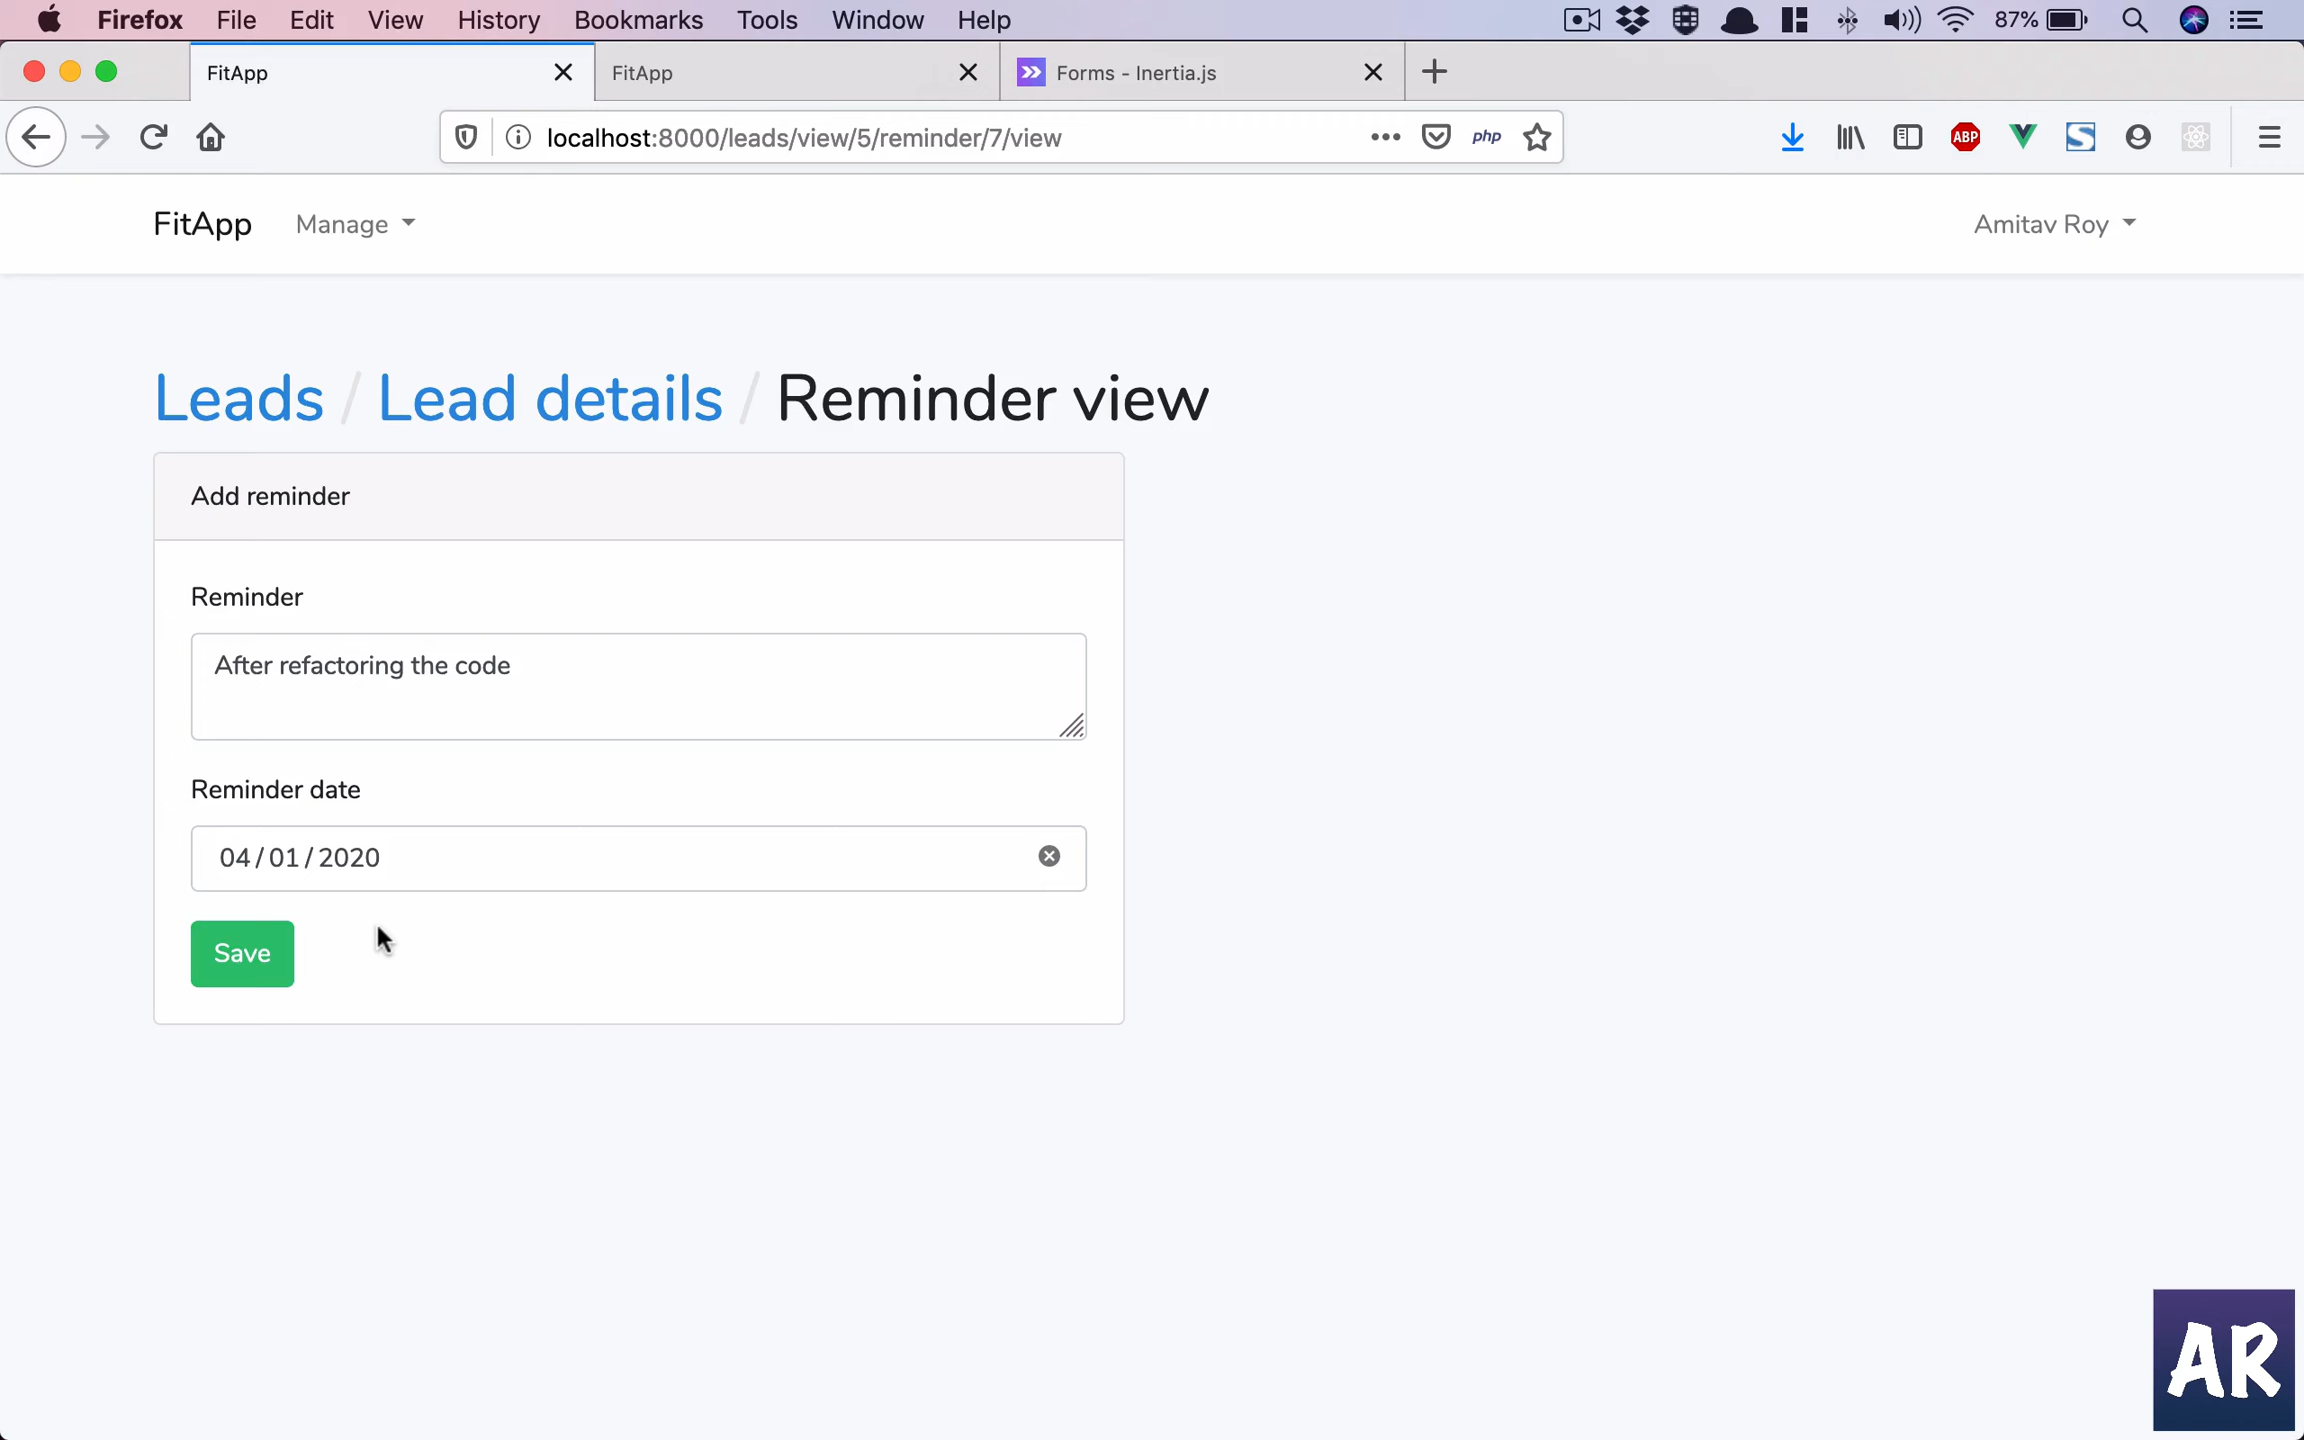 Firefox File Edit View History Bookmarks Tools Window Help 87%
FitApp FitApp Forms - Inertia.js
localhost:8000/leads/view/5/reminder/7/view php ABP
FitApp Manage Amitav Roy
Leads / Lead details / Reminder view
Add reminder
Reminder
After refactoring the code
Reminder date
04/01/2020
Save
AR